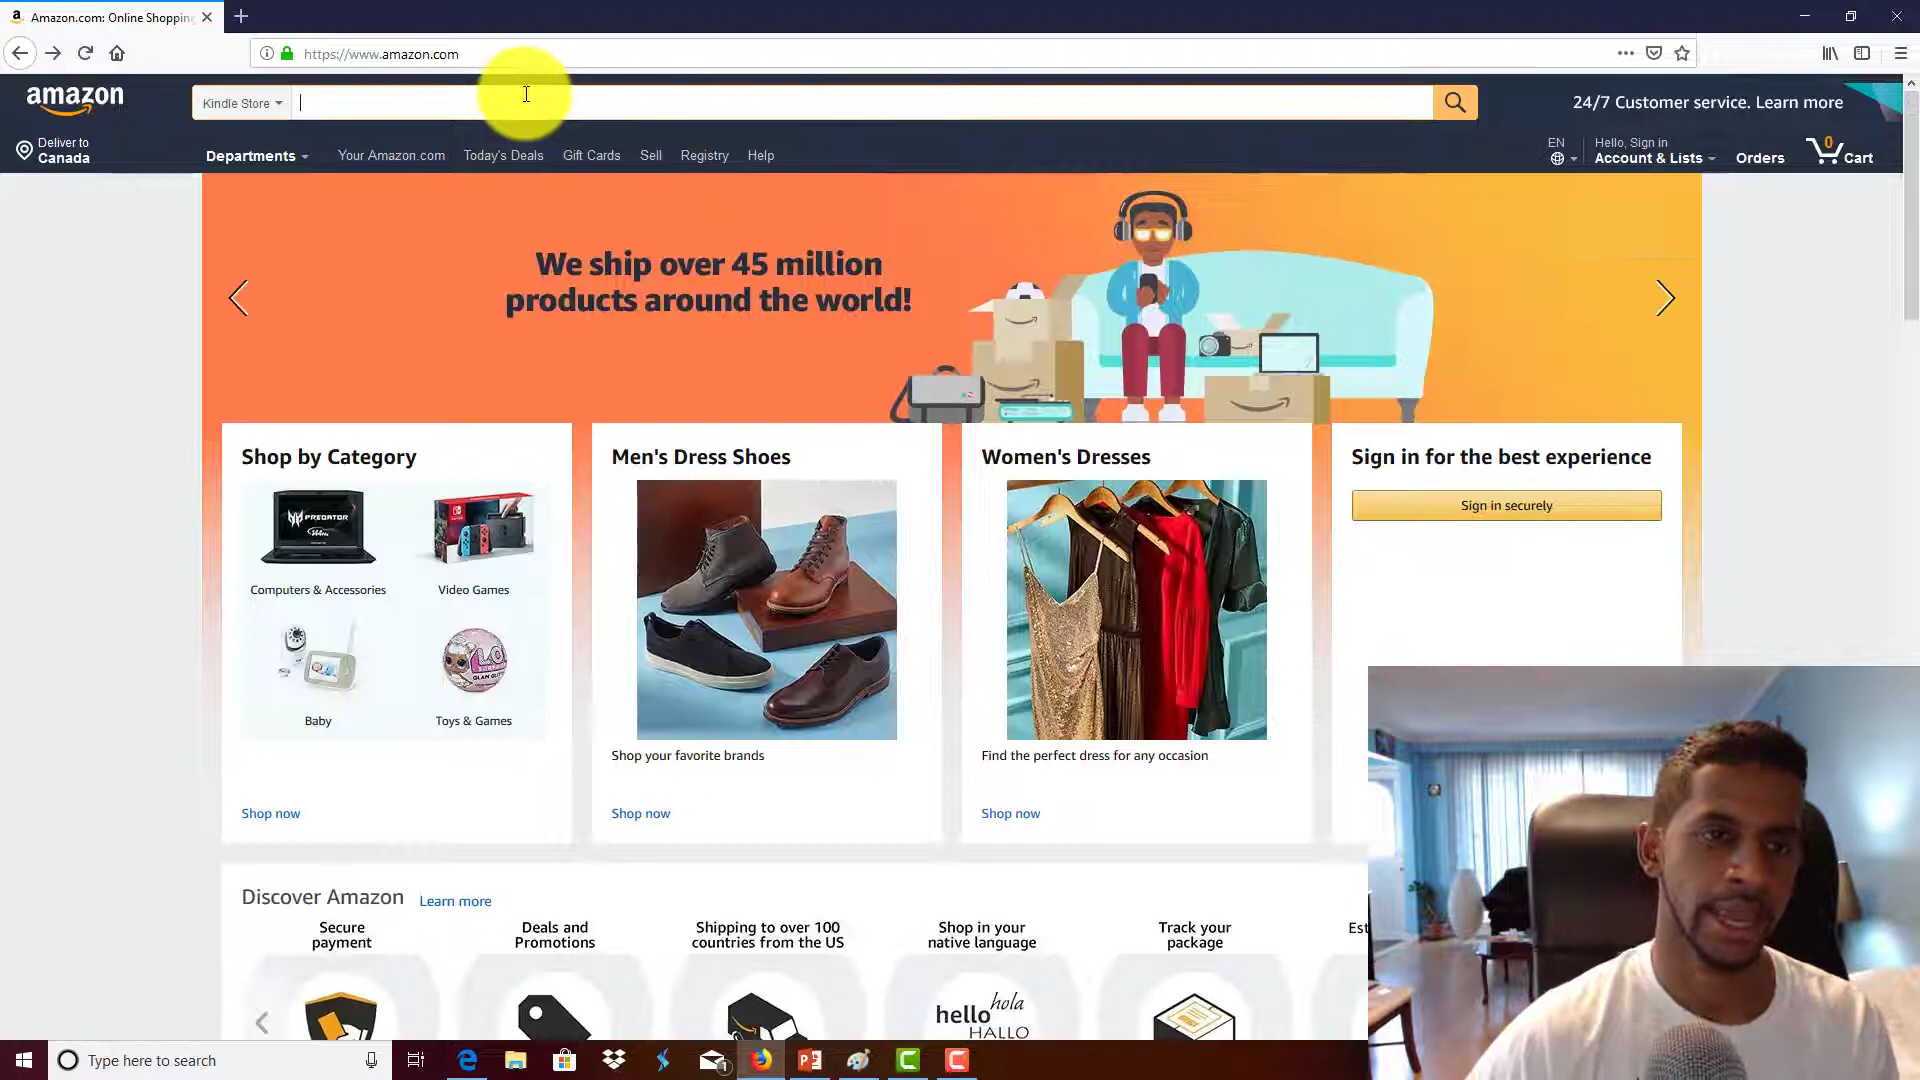 Amazon.com: Online Shopping
https://www.amazon.com
amazon
Kindle Store
24/7 Customer service. Learn more
Deliver to
Canada
Departments
Your Amazon.com
Today's Deals
Gift Cards
Sell
Registry
Help
EN
Hello, Sign in
Account & Lists
Orders
0
Cart
We ship over 45 million
products around the world!
Shop by Category
PREDATOR
Computers & Accessories
Video Games
Baby
Toys & Games
Shop now
Men's Dress Shoes
Shop your favorite brands
Shop now
Women's Dresses
Find the perfect dress for any occasion
Shop now
Sign in for the best experience
Sign in securely
Discover Amazon
Learn more
Secure
payment
Deals and
Promotions
Shipping to over 100
countries from the US
Shop in your
native language
hello hola
HALLO
Track your
package
Est
Type here to search
1